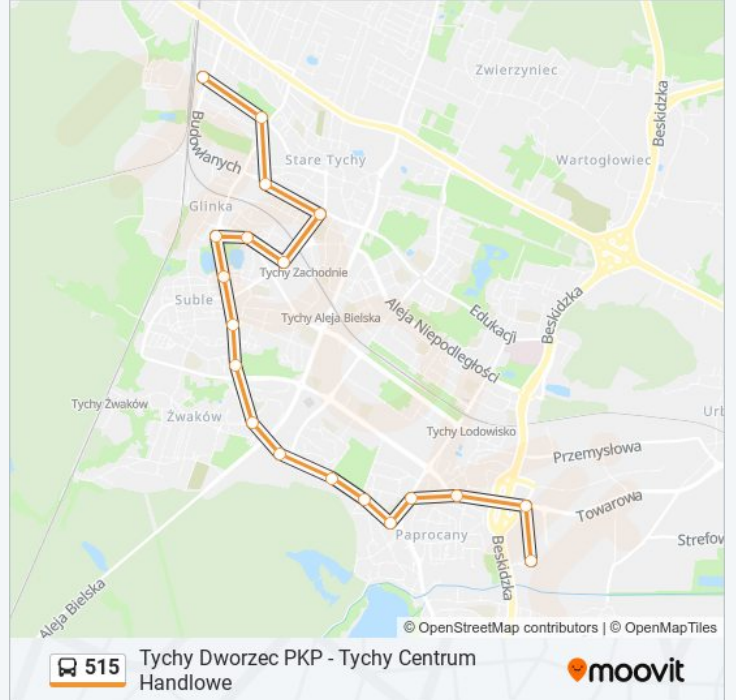 Zwierzyniec
Beskidzka
Budowlanych
Stare Tychy
Wartogłowiec
Glinka
Tychy Zachodnie
Suble
Beskidzka
Edukacji
Tychy Aleja Bielska
Aleja Niepodległości
Tychy Żwaków
Żwaków
Urb
Tychy Lodowisko
Przemysłowa
Towarowa
Paprocany
Beskidzka
Strefow
Aleja Bielska
© OpenStreetMap contributors | © OpenMapTiles
515
Tychy Dworzec PKP - Tychy Centrum
Handlowe
moovit